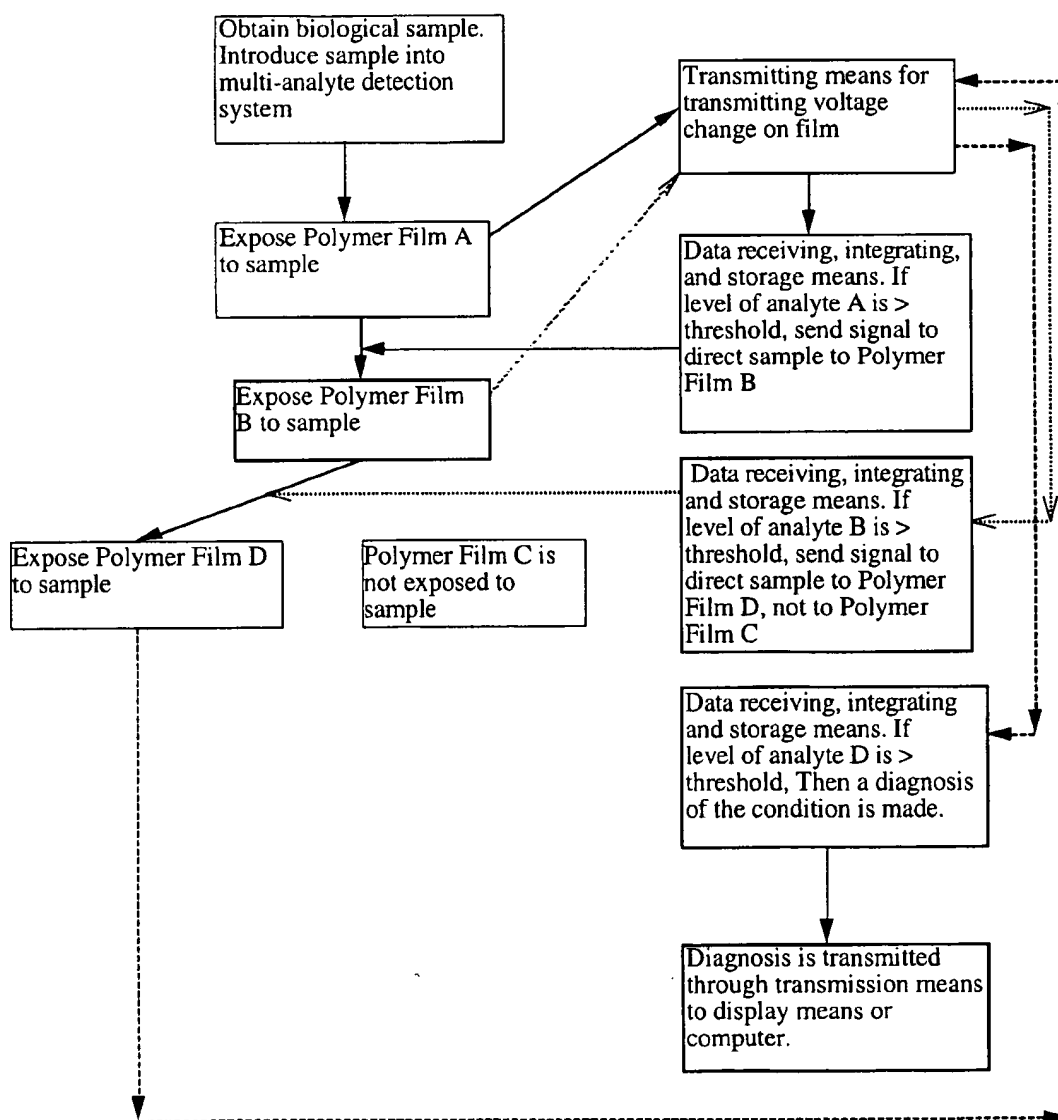 Obtain biological sample.
Introduce sample into
multi-analyte detection
system
Transmitting means for
transmitting voltage
change on film
Expose Polymer Film A
to sample
Data receiving, integrating,
and storage means. If
level of analyte A is >
threshold, send signal to
direct sample to Polymer
Film B
Expose Polymer Film
B to sample
Data receiving, integrating
and storage means. If
level of analyte B is >
threshold, send signal to
direct sample to Polymer
Film D, not to Polymer
Film C
Expose Polymer Film D
to sample
Polymer Film C is
not exposed to
sample
Data receiving, integrating
and storage means. If
level of analyte D is >
threshold, Then a diagnosis
of the condition is made.
Diagnosis is transmitted
through transmission means
to display means or
computer.